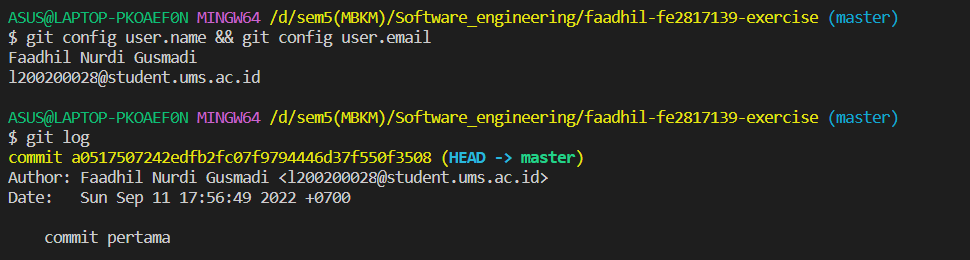 ASUS@LAPTOP-PKOAEF0N MINGW64 /d/sem5(MBKM)/Software_engineering/faadhil-fe2817139-exercise (master)
$ git config user.name && git config user.email
Faadhil Nurdi Gusmadi
l200200028@student.ums.ac.id
ASUS@LAPTOP-PKOAEF0N MINGW64 /d/sem5(MBKM)/Software_engineering/faadhil-fe2817139-exercise (master)
$ git log
commit a0517507242edfb2fc07f9794446d37f550f3508 (HEAD -> master)
Author: Faadhil Nurdi Gusmadi <l200200028@student.ums.ac.id>
Date:   Sun Sep 11 17:56:49 2022 +0700
    commit pertama